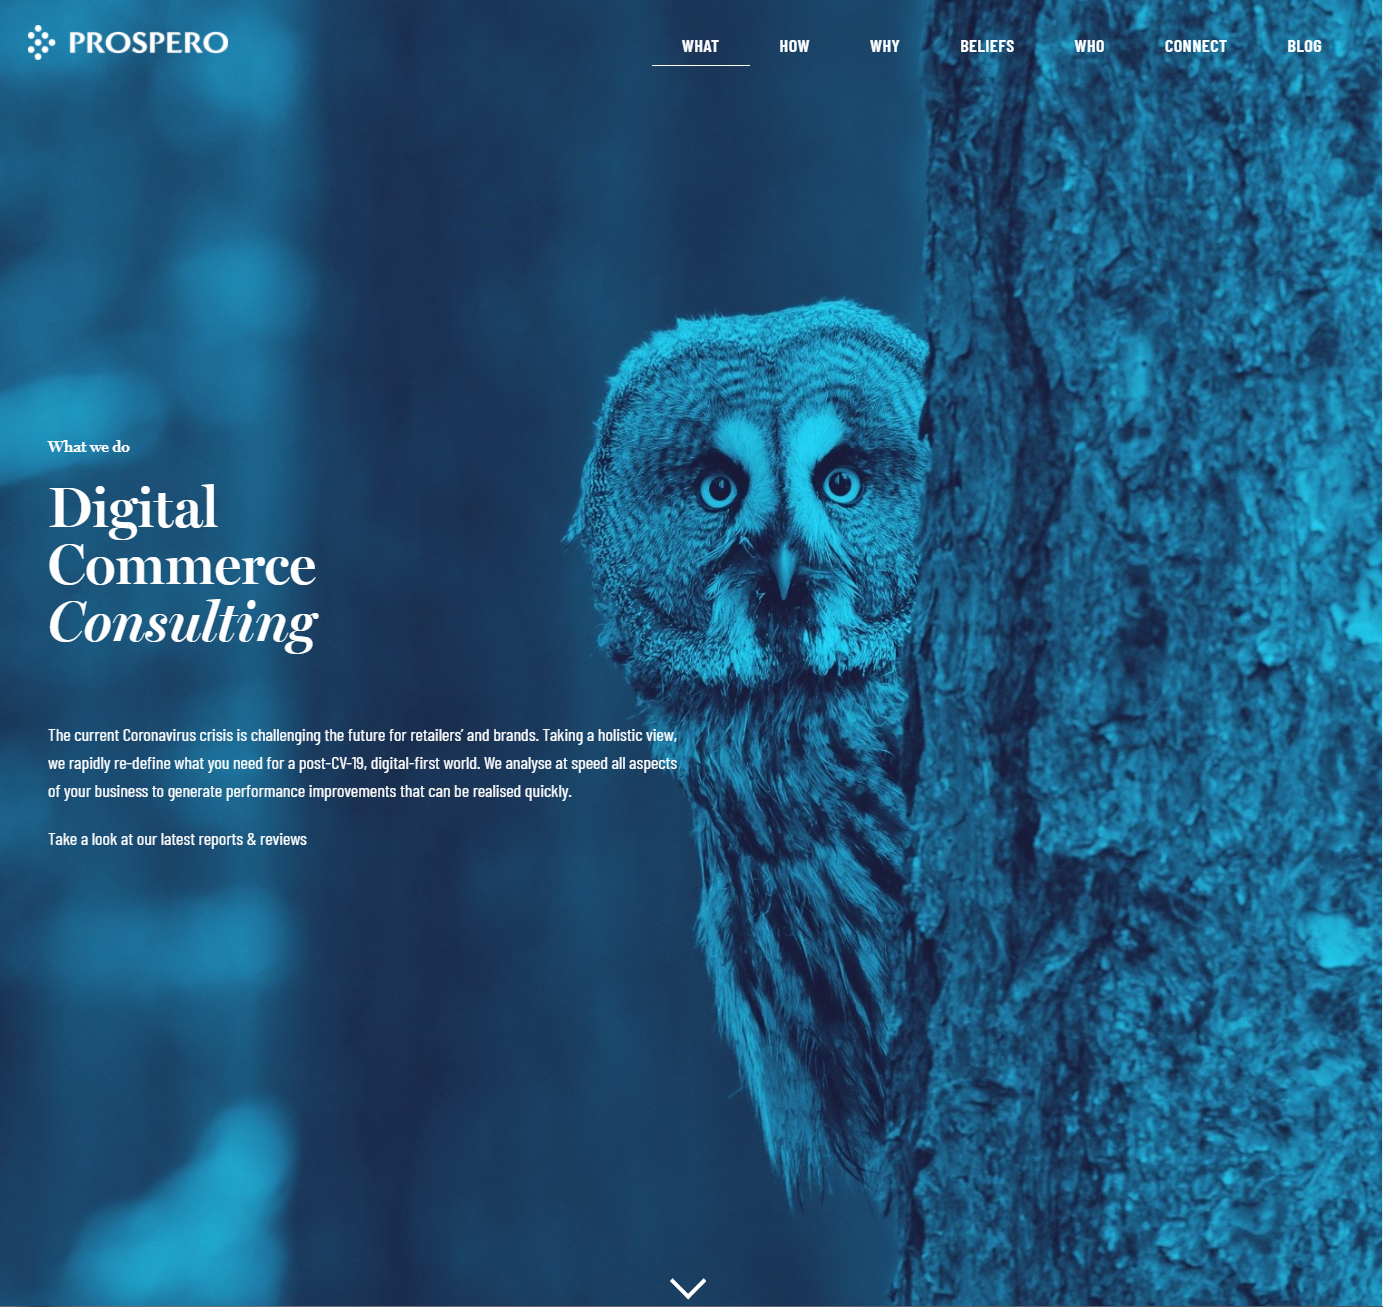 PROSPERO
WHAT
HOW
WHY
BELIEFS
WHO
CONNECT
BLOG
What we do
Digital
Commerce
Consulting
The current Coronavirus crisis is challenging the future for retailers’ and brands. Taking a holistic view,
we rapidly re-define what you need for a post-CV-19, digital-first world. We analyse at speed all aspects
of your business to generate performance improvements that can be realised quickly.
Take a look at our latest reports & reviews